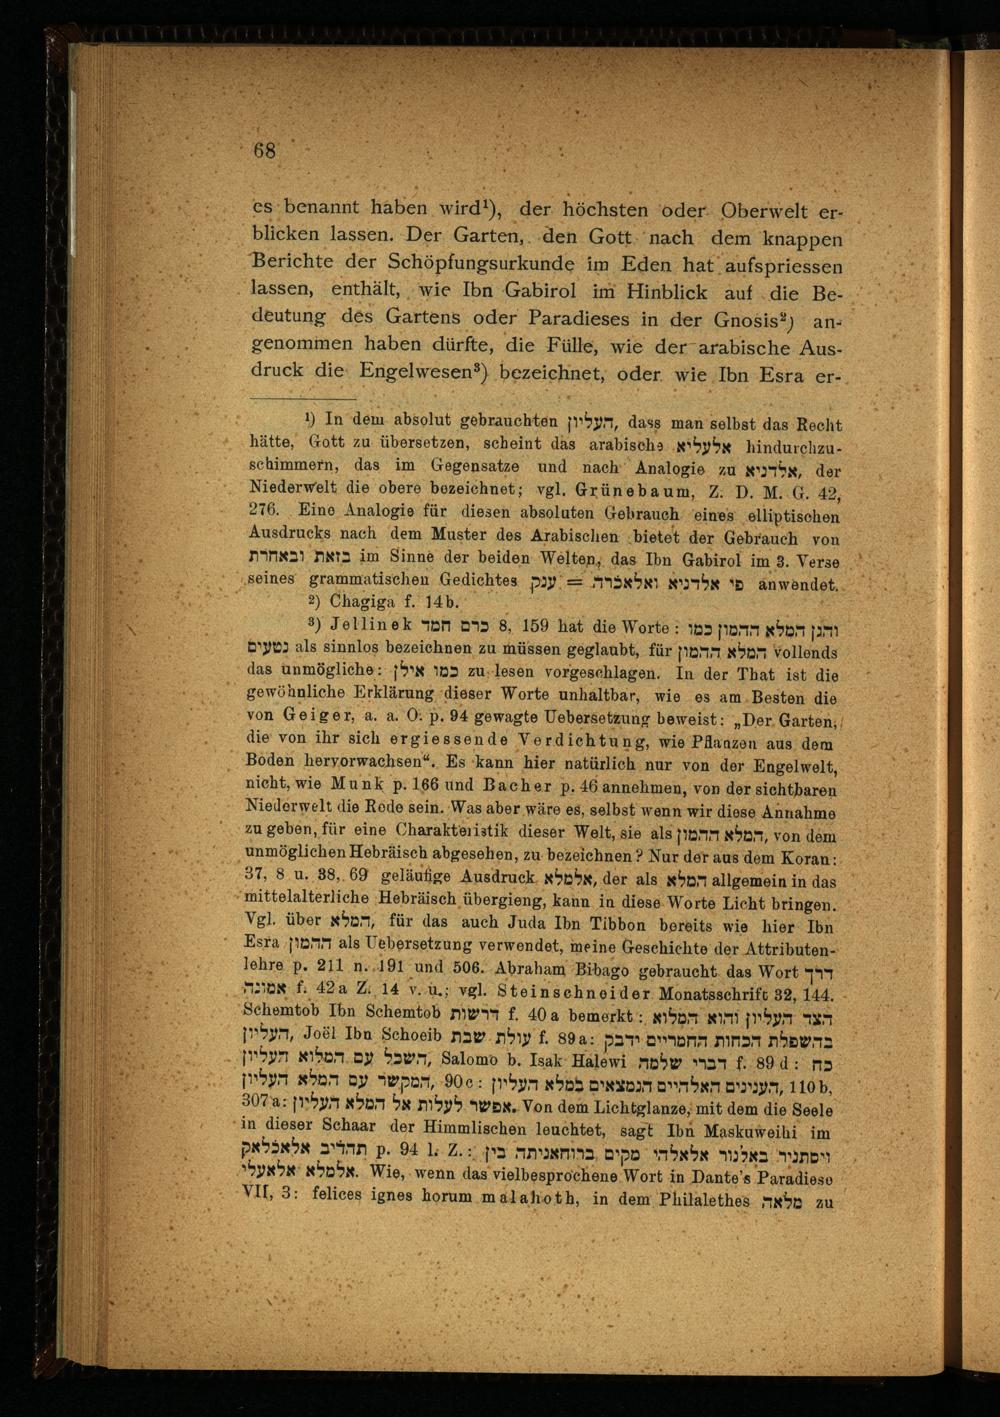 68
es benannt haben wird¹), der höchsten oder Oberwelt er-
blicken lassen. Der Garten, den Gott nach dem knappen
Berichte der Schöpfungsurkunde im Eden hat aufspriessen
lassen, enthält, wie Ibn Gabirol im Hinblick auf die Be-
deutung des Gartens oder Paradieses in der Gnosis²) an-
genommen haben dürfte, die Fülle, wie der arabische Aus-
druck die Engelwesen³) bezeichnet, oder wie Ibn Esra er-
¹) In dem absolut gebrauchten העליון, dass man selbst das Recht
hätte, Gott zu übersetzen, scheint das arabische אלעליא hindurchzu-
schimmern, das im Gegensatze und nach Analogie zu אלדניא, der
Niederwelt die obere bezeichnet; vgl. Grünebaum, Z. D. M. G. 42,
276. Eine Analogie für diesen absoluten Gebrauch eines elliptischen
Ausdrucks nach dem Muster des Arabischen bietet der Gebrauch von
בזאת ובאחרת im Sinne der beiden Welten, das Ibn Gabirol im 3. Verse
seines grammatischen Gedichtes ענק = פי אלדניא ואלאכרה anwendet.
²) Chagiga f. 14b.
³) Jellinek כרם חמד 8, 159 hat die Worte: והגן המלא ההמון כמו
נטעים als sinnlos bezeichnen zu müssen geglaubt, für המלא ההמון vollends
das unmögliche: כמו אילן zu lesen vorgeschlagen. In der That ist die
gewöhnliche Erklärung dieser Worte unhaltbar, wie es am Besten die
von Geiger, a. a. O. p. 94 gewagte Uebersetzung beweist: „Der Garten,
die von ihr sich ergiessende Verdichtung, wie Pflanzen aus dem
Boden hervorwachsen“. Es kann hier natürlich nur von der Engelwelt,
nicht, wie Munk p. 166 und Bacher p. 46 annehmen, von der sichtbaren
Niederwelt die Rede sein. Was aber wäre es, selbst wenn wir diese Annahme
zu geben, für eine Charakteristik dieser Welt, sie als המלא ההמון, von dem
unmöglichen Hebräisch abgesehen, zu bezeichnen? Nur der aus dem Koran:
37, 8 u. 38, 69 geläufige Ausdruck אלמלא, der als המלא allgemein in das
mittelalterliche Hebräisch übergieng, kann in diese Worte Licht bringen.
Vgl. über המלא, für das auch Juda Ibn Tibbon bereits wie hier Ibn
Esra ההמון als Uebersetzung verwendet, meine Geschichte der Attributen-
lehre p. 211 n. 191 und 506. Abraham Bibago gebraucht das Wort דרך
אמונה f. 42a Z. 14 v. u.; vgl. Steinschneider Monatsschrift 32, 144.
Schemtob Ibn Schemtob דרשות f. 40a bemerkt: הצד העליון והוא המלוא
העליון, Joël Ibn Schoeib עולת שבת f. 89a: בהשפלת הכחות החמריים ידבק
השכל עם המלוא העליון, Salomo b. Isak Halewi דברי שלמה f. 89d: כח
המקשר עם המלא העליון, 90c: הענינים האלהיים הנמצאים במלא העליון, 110b,
307a: אפשר לעלות אל המלא העליון. Von dem Lichtglanze, mit dem die Seele
in dieser Schaar der Himmlischen leuchtet, sagt Ibn Maskuweihi im
תהדיב אלאכלאק p. 94 l. Z.: ויסתניר באלנור אלאלהי מקים ברוחאניתה בין
אלמלא אלאעלי. Wie, wenn das vielbesprochene Wort in Dante's Paradieso
VII, 3: felices ignes horum malahoth, in dem Philalethes מלאה zu